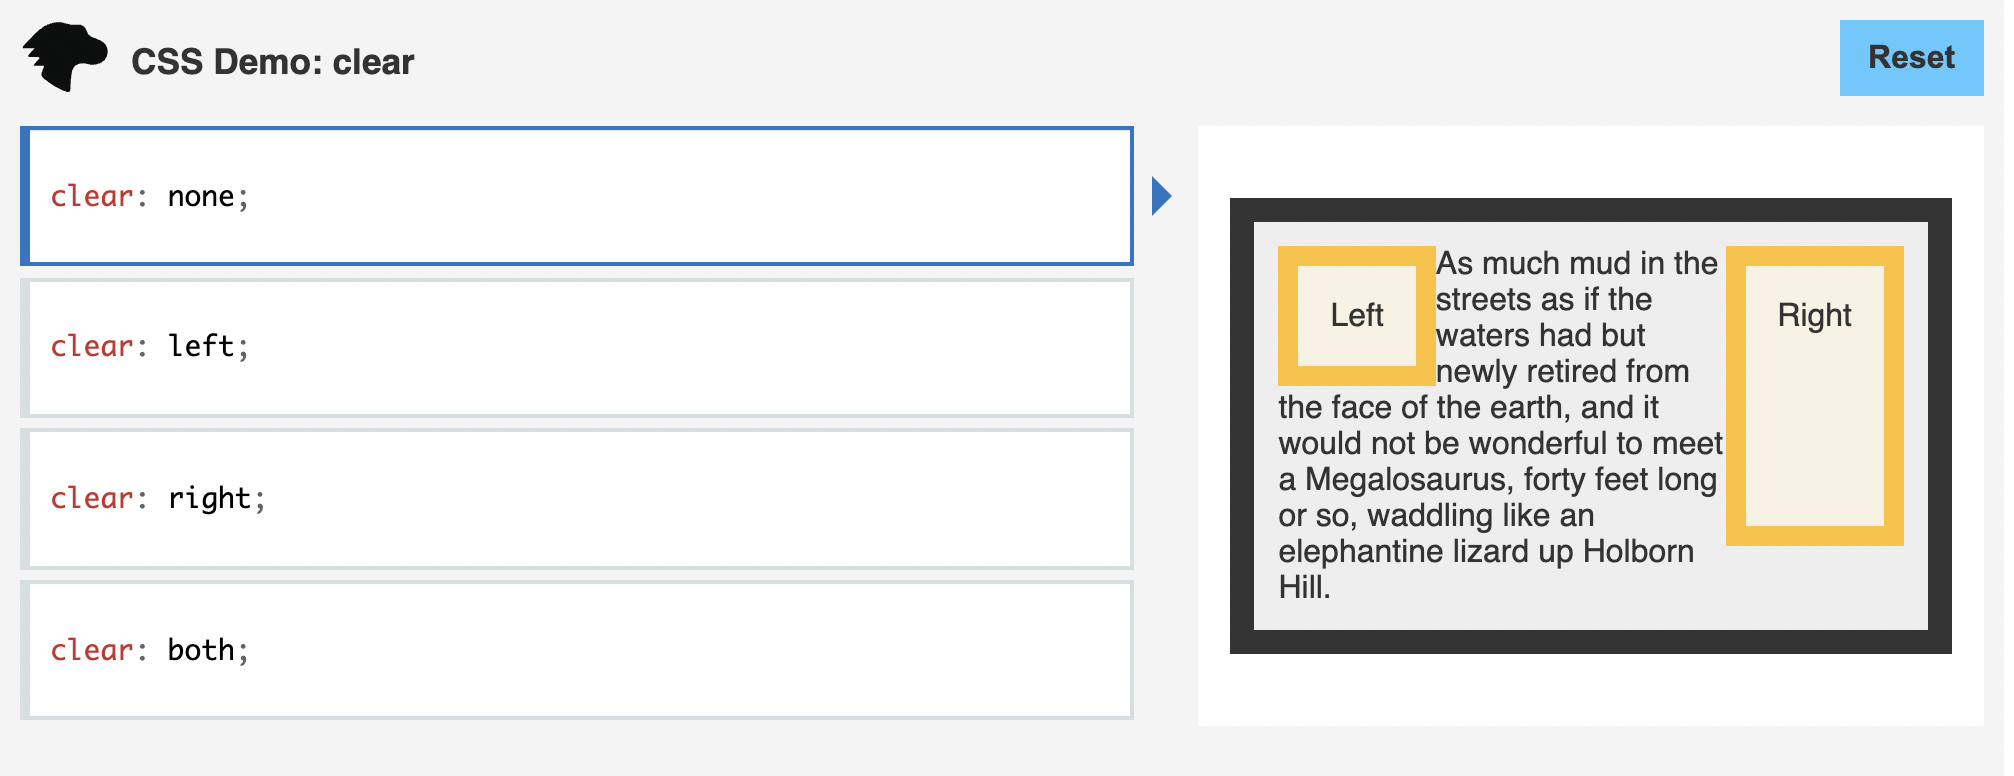 CSS Demo: clear
Reset
clear: none;
clear: left;
clear: right;
clear: both;
Left
As much mud in the
streets as if the
waters had but
newly retired from
the face of the earth, and it
would not be wonderful to meet
a Megalosaurus, forty feet long
or so, waddling like an
elephantine lizard up Holborn
Hill.
Right